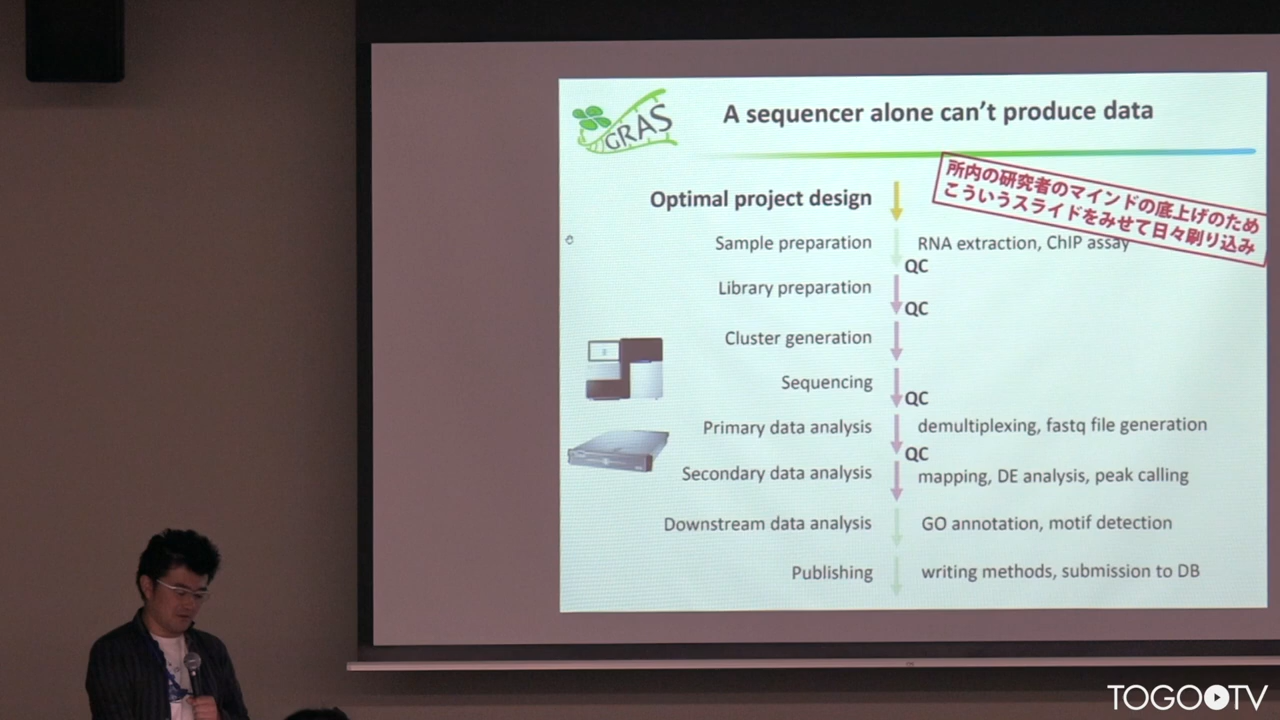 GRAS
A sequencer alone can't produce data
所内の研究者のマインドの底上げのため
こういうスライドをみせて日々刷り込み
Optimal project design
Sample preparation RNA extraction, ChIP assay
QC
Library preparation
QC
Cluster generation
Sequencing
QC
Primary data analysis demultiplexing, fastq file generation
QC
Secondary data analysis mapping, DE analysis, peak calling
Downstream data analysis GO annotation, motif detection
Publishing writing methods, submission to DB
TOGO TV